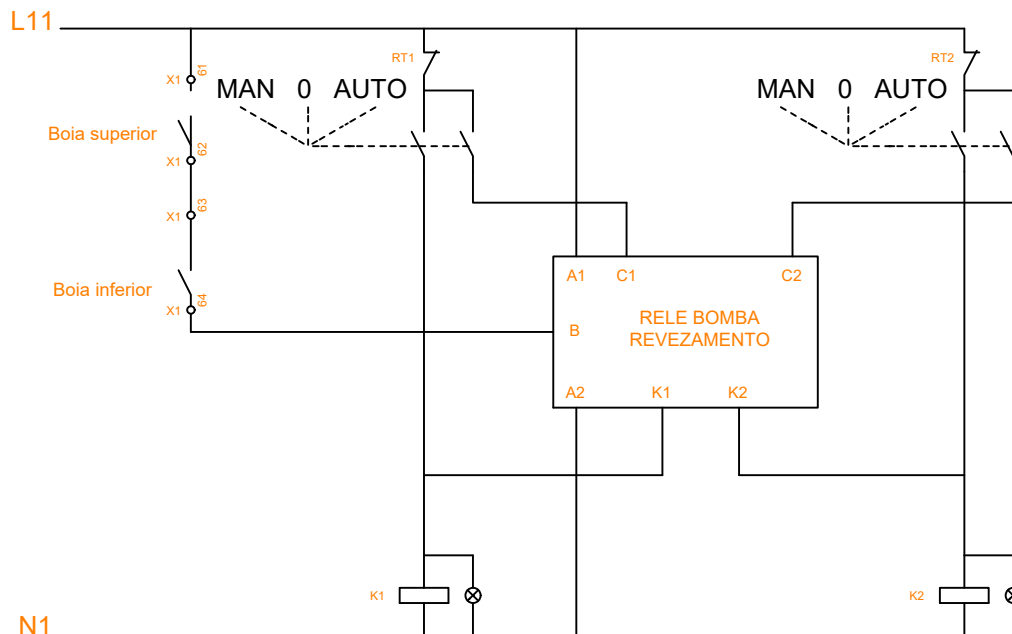 L11
RT1
RT2
X1
61
MAN 0 AUTO
MAN 0 AUTO
Boia superior
X1
62
X1
63
Boia inferior
X1
64
A1
C1
C2
B
RELE BOMBA
REVEZAMENTO
A2
K1
K2
K1
K2
N1